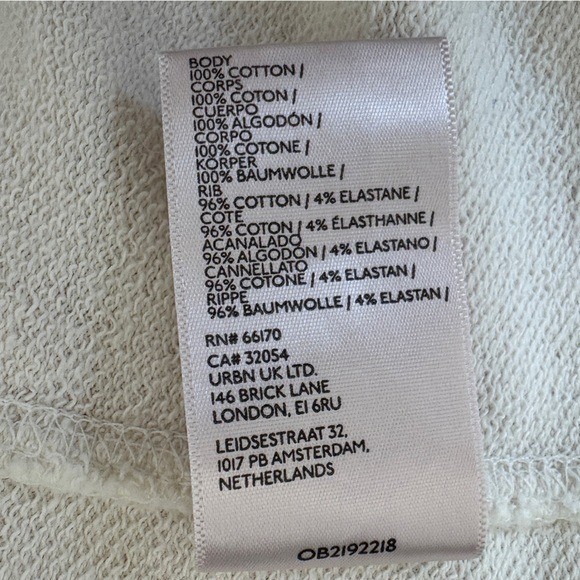 BODY
100% COTTON /
CORPS
100% COTON /
CUERPO
100% ALGODÓN /
CORPO
100% COTONE /
KÖRPER
100% BAUMWOLLE /
RIB
96% COTTON / 4% ELASTANE /
COTE
96% COTON / 4% ÉLASTHANNE /
ACANALADO
96% ALGODÓN / 4% ELASTANO /
CANNELLATO
96% COTONE / 4% ELASTAN /
RIPPE
96% BAUMWOLLE / 4% ELASTAN /
RN# 66170
CA# 32054
URBN UK LTD.
146 BRICK LANE
LONDON, E1 6RU
LEIDSESTRAAT 32,
1017 PB AMSTERDAM,
NETHERLANDS
OB2192218